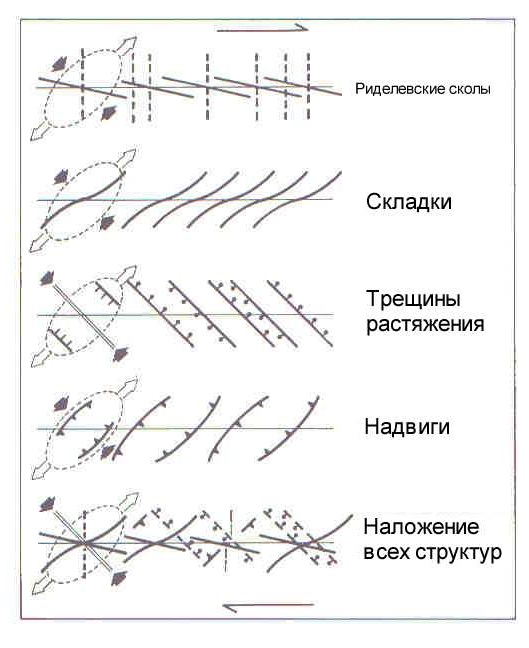 Риделевские сколы
Складки
Трещины
растяжения
Надвиги
Наложение
всех структур